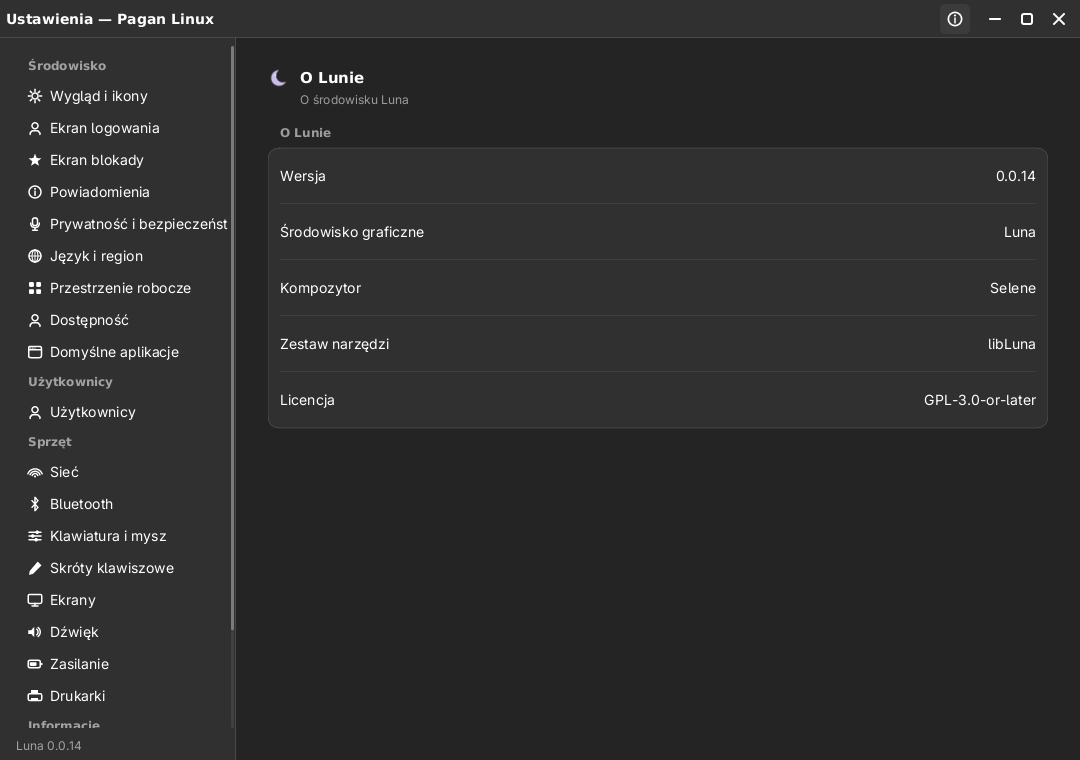 Ustawienia — Pagan Linux
Środowisko
Wygląd i ikony
Ekran logowania
Ekran blokady
Powiadomienia
Prywatność i bezpieczeńst
Język i region
Przestrzenie robocze
Dostępność
Domyślne aplikacje
Użytkownicy
Użytkownicy
Sprzęt
Sieć
Bluetooth
Klawiatura i mysz
Skróty klawiszowe
Ekrany
Dźwięk
Zasilanie
Drukarki
Informacje
Luna 0.0.14
O Lunie
O środowisku Luna
O Lunie
Wersja 0.0.14
Środowisko graficzne Luna
Kompozytor Selene
Zestaw narzędzi libLuna
Licencja GPL-3.0-or-later